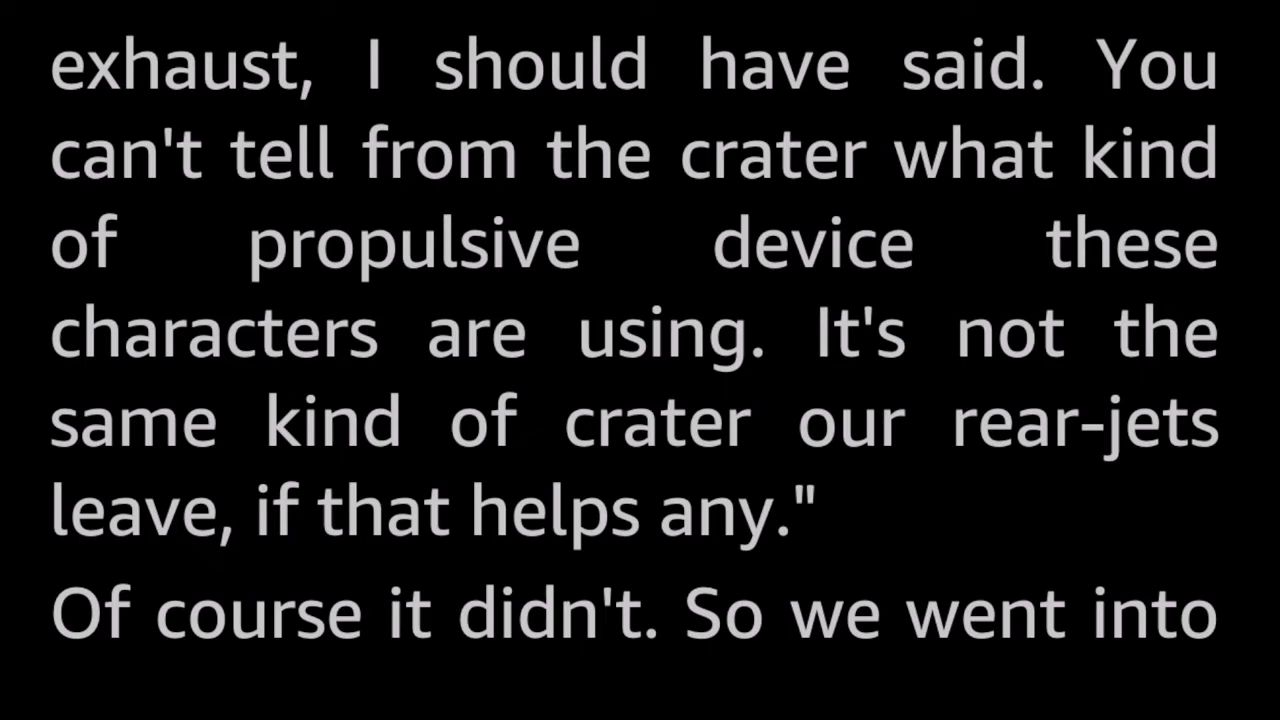 exhaust, I should have said. You
can't tell from the crater what kind
of propulsive device these
characters are using. It's not the
same kind of crater our rear-jets
leave, if that helps any."
Of course it didn't. So we went into